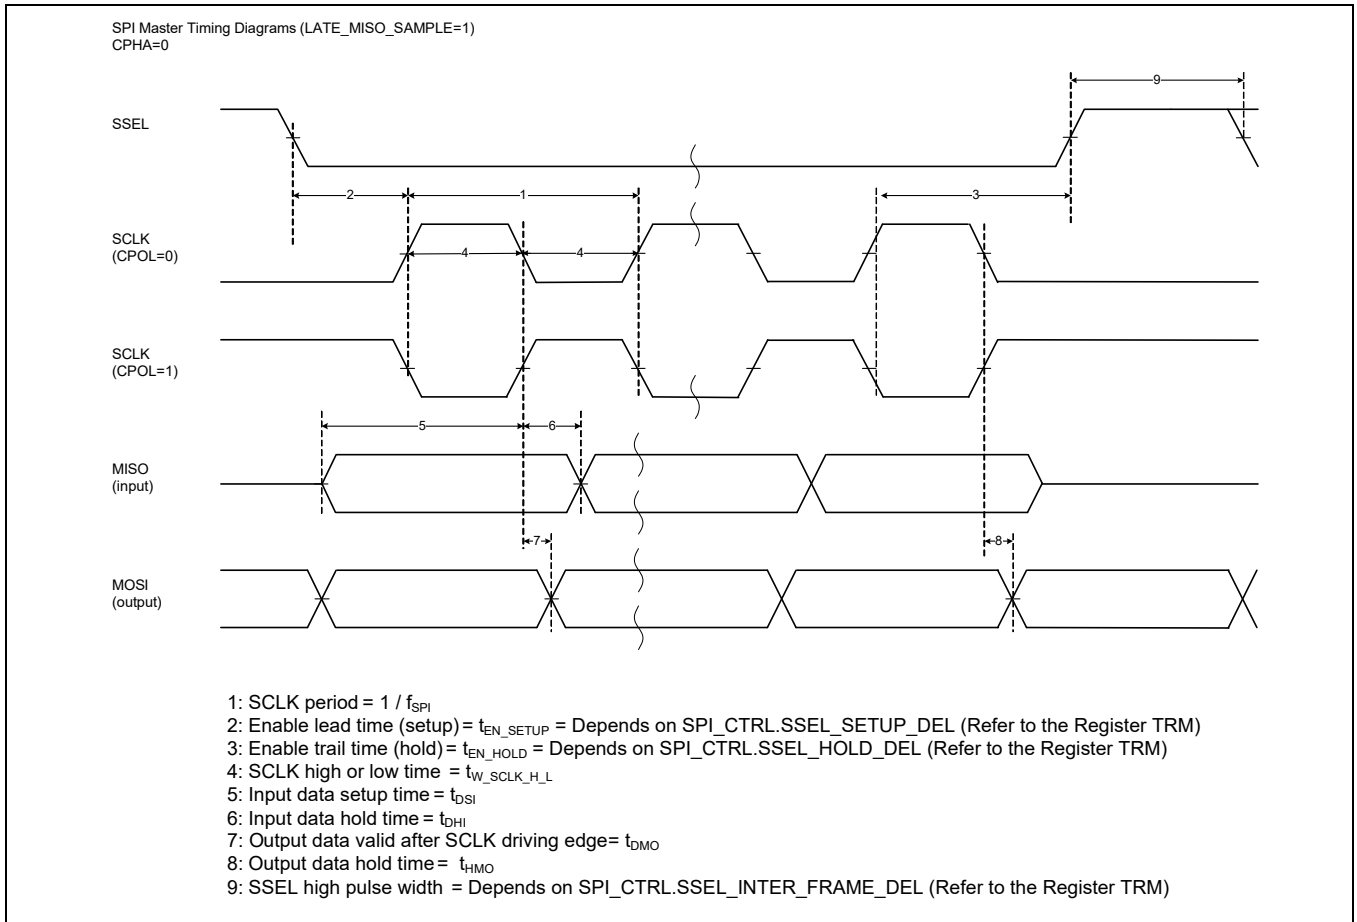 SPI Master Timing Diagrams (LATE_MISO_SAMPLE=1)
CPHA=0
9
SSEL
2
1
3
SCLK
(CPOL=0)
4
4
SCLK
(CPOL=1)
5
6
MISO
(input)
7
8
MOSI
(output)
1: SCLK period = 1 / fSPI
2: Enable lead time (setup) = tEN_SETUP = Depends on SPI_CTRL.SSEL_SETUP_DEL (Refer to the Register TRM)
3: Enable trail time (hold) = tEN_HOLD = Depends on SPI_CTRL.SSEL_HOLD_DEL (Refer to the Register TRM)
4: SCLK high or low time = tW_SCLK_H_L
5: Input data setup time = tDSI
6: Input data hold time = tDHI
7: Output data valid after SCLK driving edge= tDMO
8: Output data hold time = tHMO
9: SSEL high pulse width = Depends on SPI_CTRL.SSEL_INTER_FRAME_DEL (Refer to the Register TRM)